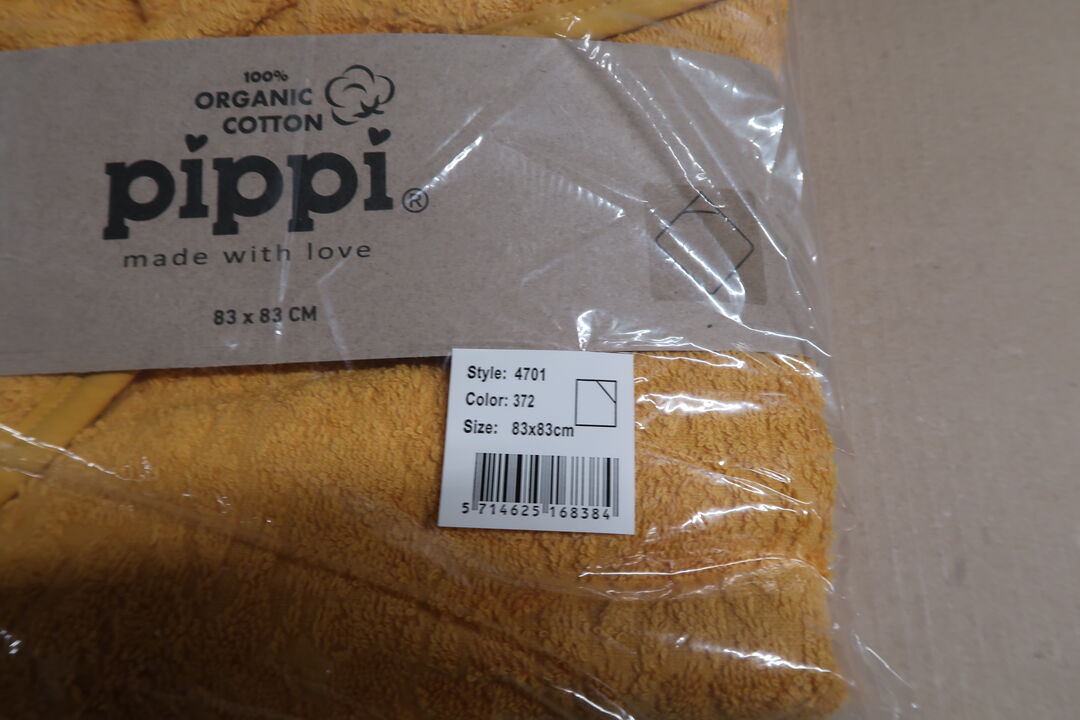 100%
ORGANIC
COTTON
pippi®
made with love
83 x 83 CM
Style: 4701
Color: 372
Size: 83x83cm
5 714625 168384